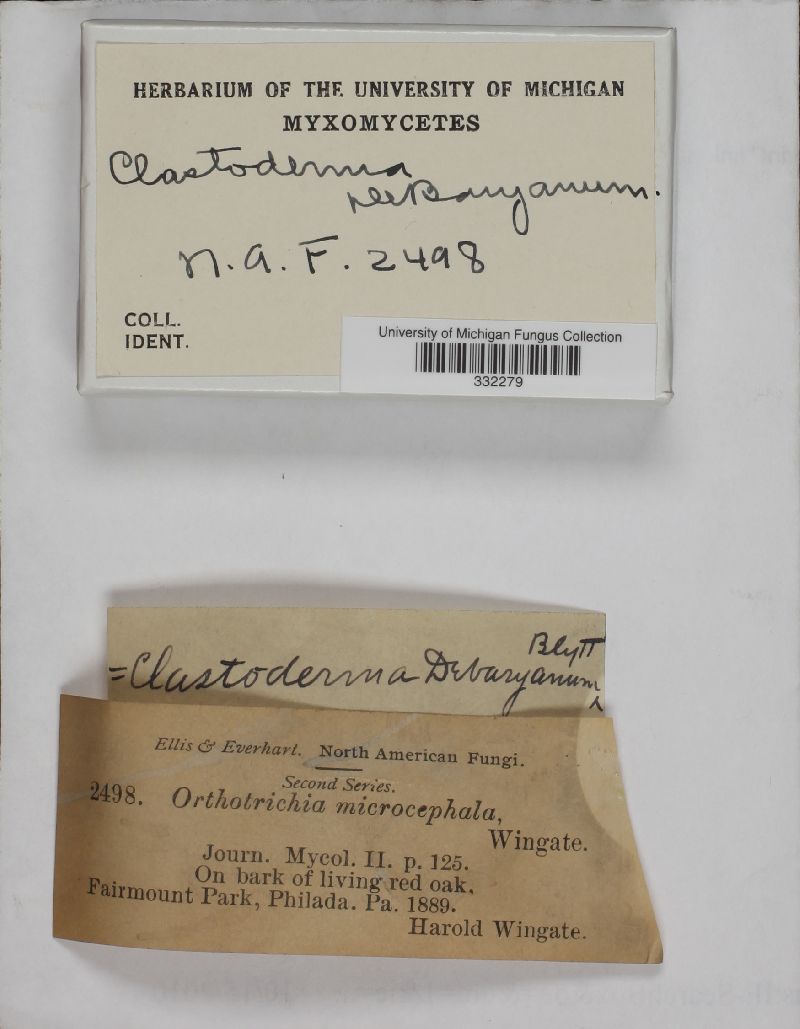 HERBARIUM OF THE UNIVERSITY OF MICHIGAN
MYXOMYCETES
Clastoderma
DeBaryanum.
N.A.F. 2498
COLL.
IDENT.
University of Michigan Fungus Collection
332279
Blytt
=Clastoderma Debaryanum
Ellis & Everhart. North American Fungi.
Second Series.
2498. Orthotrichia microcephala,
Wingate.
Journ. Mycol. II. p. 125.
On bark of living red oak.
Fairmount Park, Philada. Pa. 1889.
Harold Wingate.